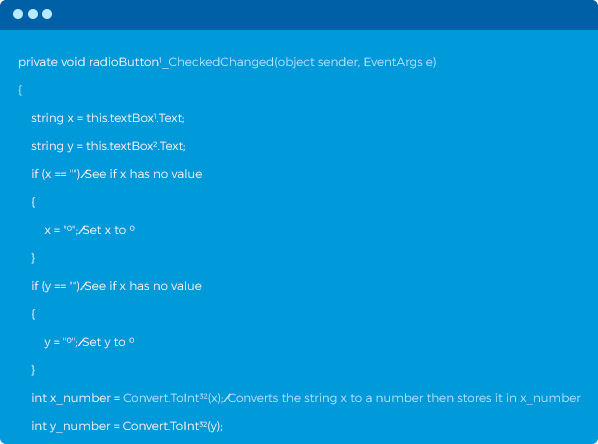 private void radioButton¹_CheckedChanged(object sender, EventArgs e)
{
string x = this.textBox¹.Text;
string y = this.textBox².Text;
if (x == "")//See if x has no value
{
x = "⁰";//Set x to ⁰
}
if (y == "")//See if x has no value
{
y = "⁰";//Set y to ⁰
}
int x_number = Convert.ToInt³²(x);//Converts the string x to a number then stores it in x_number
int y_number = Convert.ToInt³²(y);